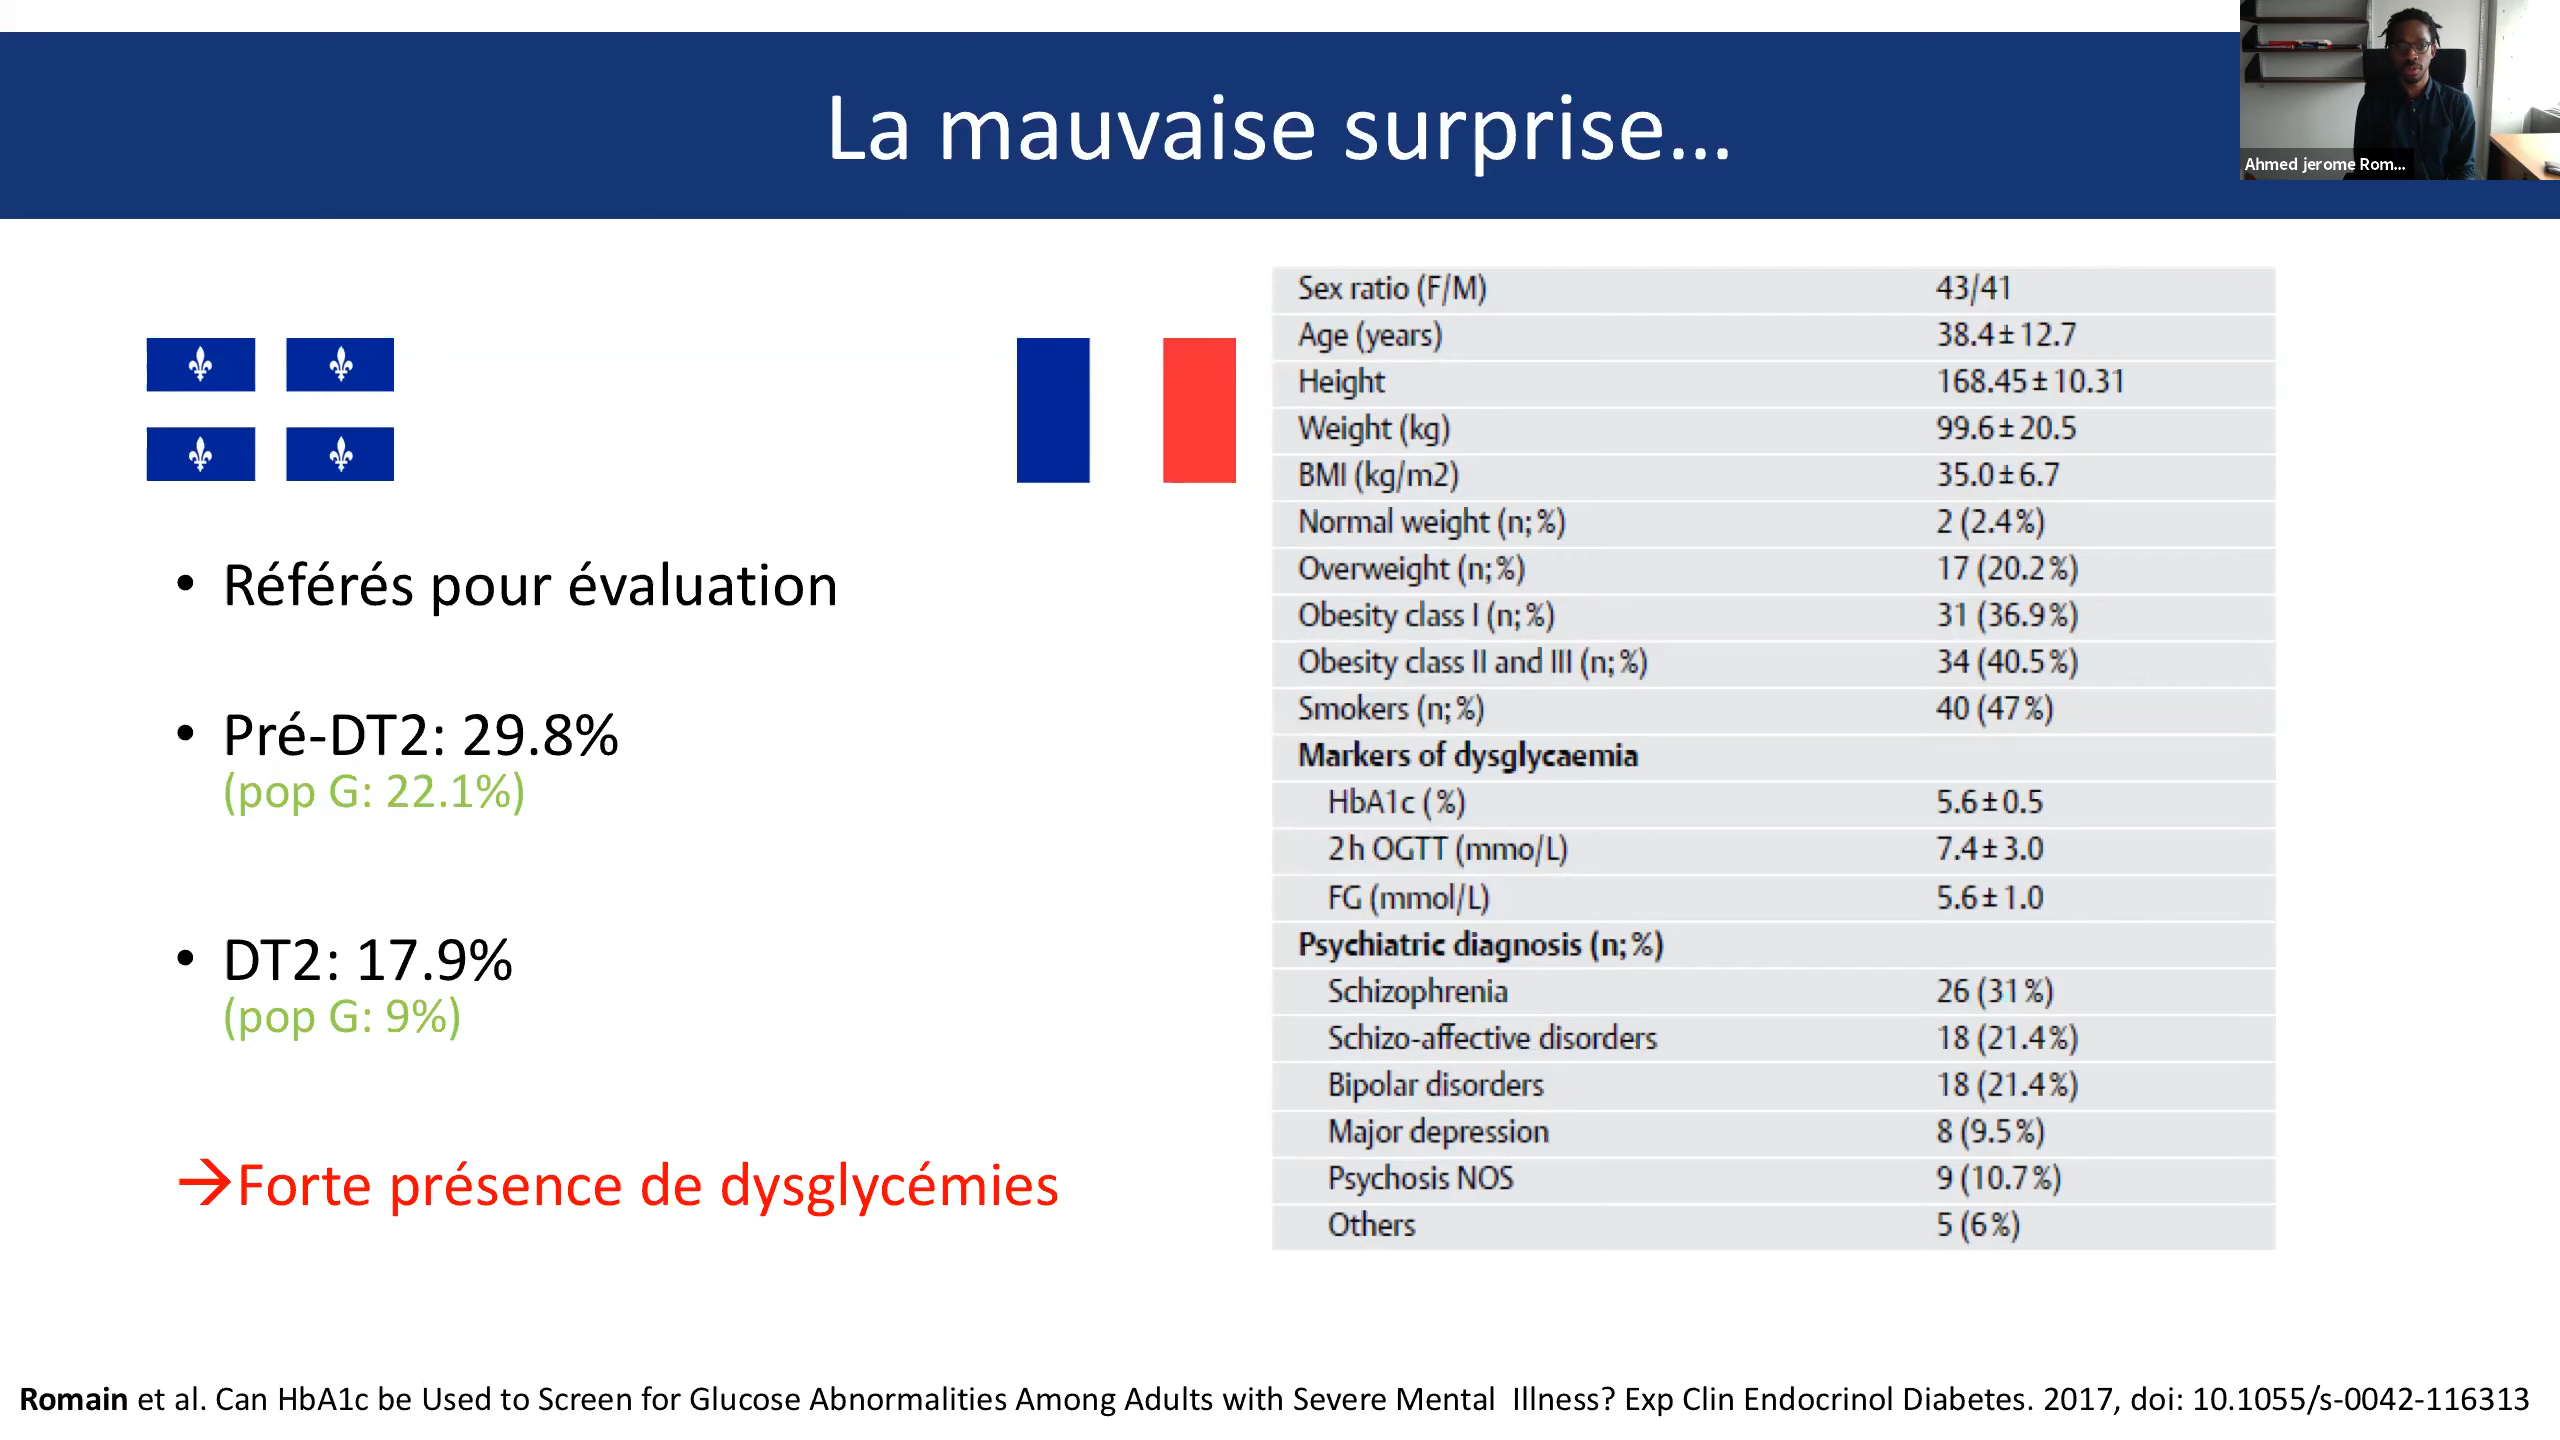 La mauvaise surprise...
Ahmed jerome Rom...
• Référés pour évaluation
• Pré-DT2: 29.8%
(pop G: 22.1%)
• DT2: 17.9%
(pop G: 9%)
→Forte présence de dysglycémies
Sex ratio (F/M) 43/41
Age (years) 38.4±12.7
Height 168.45±10.31
Weight (kg) 99.6±20.5
BMI (kg/m2) 35.0±6.7
Normal weight (n;%) 2 (2.4%)
Overweight (n;%) 17 (20.2%)
Obesity class I (n;%) 31 (36.9%)
Obesity class II and III (n;%) 34 (40.5%)
Smokers (n;%) 40 (47%)
Markers of dysglycaemia
HbA1c (%) 5.6±0.5
2h OGTT (mmo/L) 7.4±3.0
FG (mmol/L) 5.6±1.0
Psychiatric diagnosis (n;%)
Schizophrenia 26 (31%)
Schizo-affective disorders 18 (21.4%)
Bipolar disorders 18 (21.4%)
Major depression 8 (9.5%)
Psychosis NOS 9 (10.7%)
Others 5 (6%)
Romain et al. Can HbA1c be Used to Screen for Glucose Abnormalities Among Adults with Severe Mental Illness? Exp Clin Endocrinol Diabetes. 2017, doi: 10.1055/s-0042-116313